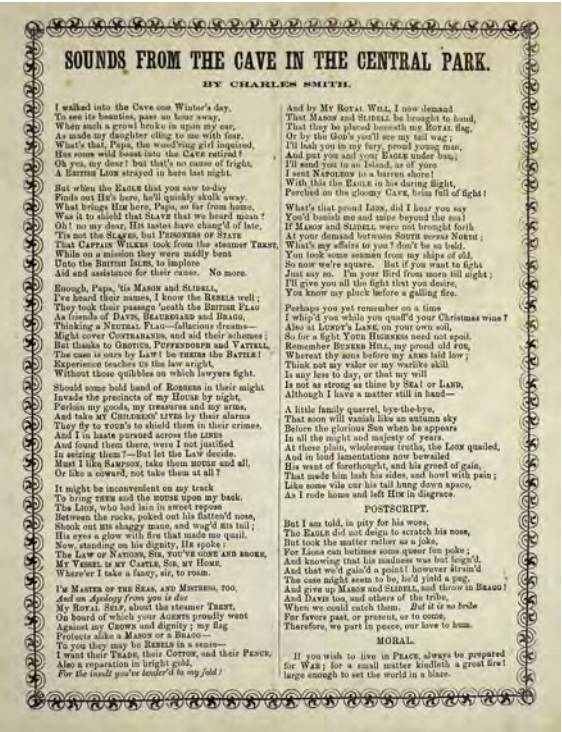 SOUNDS FROM THE CAVE IN THE CENTRAL PARK.
BY CHARLES SMITH.
I walked into the Cave one Winter's day,
To see its beauties, pass an hour away,
When such a growl broke in upon my ear,
As made my daughter cling to me with fear.
What's that, Papa, the wond'ring girl inquired,
Has some wild beast into the CAVE retired?
Oh yes, my dear! but that's no cause of fright,
A BRITISH LION strayed in here last night.
But when the EAGLE that you saw to-day
Finds out HE's here, he'll quickly skulk away.
What brings HIM here, Papa, so far from home,
Was it to shield that SLAVE that we heard moan?
Oh! no my dear, HIS tastes have chang'd of late,
'Tis not the SLAVES, but PRISONERS OF STATE
That CAPTAIN WILKES took from the steamer TRENT,
While on a mission they were madly bent
Unto the BRITISH ISLES, to implore
Aid and assistance for their cause. No more.
Enough, Papa, 'tis MASON and SLIDELL,
I've heard their names, I know the REBELS well;
They took their passage 'neath the BRITISH FLAG
As friends of DAVIS, BEAUREGARD and BRAGG,
Thinking a NEUTRAL FLAG—fallacious dreams—
Might cover CONTRABANDS, and aid their schemes;
But thanks to GROTIUS, PUFFENDORFF and VATTELL,
The case is ours by LAW! be THEIRS the BATTLE!
Experience teaches US the law aright,
Without those quibbles on which lawyers fight.
Should some bold band of ROBBERS in their might
Invade the precincts of my HOUSE by night,
Purloin my goods, my treasures and my arms,
And take MY CHILDRENS' LIVES by their alarms
They fly to YOUR'S to shield them in their crimes,
And I in haste pursued across the LINES
And found them there, were I not justified
In seizing them?—But let the LAW decide.
Must I like SAMPSON, take them HOUSE and all,
Or like a coward, not take them at all?
It might be inconvenient on my track
To bring THEM and the HOUSE upon my back.
The LION, who had lain in sweet repose
Between the rocks, poked out his flatten'd nose,
Shook out HIS shaggy mane, and wag'd HIS tail;
His eyes a glow with fire that made me quail.
Now, standing on his dignity, HE spoke:
The LAW OF NATIONS, SIR, YOU'VE GONE AND BROKE,
MY VESSEL IS MY CASTLE, SIR, MY HOME,
Where'er I take a fancy, sir, to roam.
I'M MASTER OF THE SEAS, AND MISTRESS, TOO,
And an Apology from you is due
My ROYAL SELF, about the steamer TRENT,
On board of which your AGENTS proudly went
Against my CROWN and dignity; my flag
Protects alike a MASON or a BRAGG—
To you they may be REBELS in a sense—
I want their TRADE, their COTTON, and their PENCE,
Also a reparation in bright gold,
For the insult you've tender'd to my fold!
And by MY ROYAL WILL, I now demand
That MASON and SLIDELL be brought to hand,
That they be placed beneath my ROYAL flag,
Or by the GOD's you'll see my tail wag;
I'll lash you in my fury, proud young man,
And put you and your EAGLE under ban,;
I'll send you to an Island, as of yore
I sent NAPOLEON to a barren shore!
With this the EAGLE in his daring flight,
Perched on the gloomy CAVE, brim full of fight!
What's that proud LION, did I hear you say
You'd banish me and mine beyond the sea!
If MASON and SLIDELL were not brought forth
At your demand between SOUTH versus NORTH;
What's my affairs to you! don't be so bold.
You took some seamen from my ships of old,
So now we're square. But if you want to fight
Just say so. I'm your Bird from morn till night;
I'll give you all the fight that you desire,
You know my pluck before a galling fire.
Perhaps you yet remember on a time
I whip'd you while you quaff'd your Christmas wine?
Also at LUNDY'S LANE, on your own soil,
So for a fight YOUR HIGHNESS need not spoil.
Remember BUNKER HILL, my proud old FOE,
Whereat thy sons before my ARMS laid low;
Think not my valor or my warlike skill
Is any less to day, or that my will
Is not as strong as thine by SEA! or LAND,
Although I have a matter still in hand—
A little family quarrel, bye-the-bye,
That soon will vanish like an autumn sky
Before the glorious Sun when he appears
In all the might and majesty of years.
At these plain, wholesome truths, the LION quailed,
And in loud lamentations now bewailed
His want of forethought, and his greed of gain,
That made him lash his sides, and howl with pain;
Like some vile cur his tail hung down apace,
As I rode home and left HIM in disgrace.
POSTSCRIPT.
But I am told, in pity for his woes,
The EAGLE did not deign to scratch his nose,
But took the matter rather as a joke,
For Lions can betimes some queer fun poke;
And knowing that his madness was but feign'd,
And that we'd gain'd a point! however strain'd
The case might seem to be, he'd yield a peg,
And give up MASON and SLIDELL, and throw in BRAGG!
And DAVIS too, and others of the tribe,
When we could catch them. But it is no bribe
For favors past, or present, or to come,
Therefore, we part in peace, our love to hum.
MORAL.
If you wish to live in PEACE, always be prepared
for WAR; for a small matter kindleth a great fire!
large enough to set the world in a blaze.